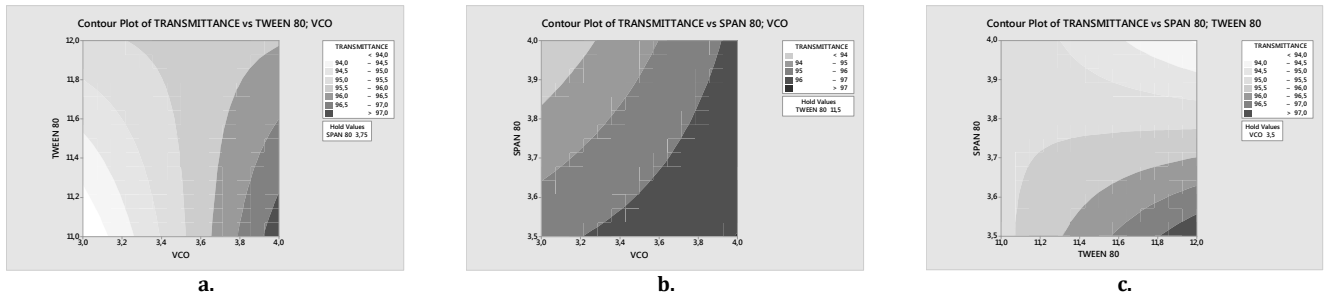 Contour Plot of TRANSMITTANCE vs TWEEN 80; VCO
TWEEN 80
12,0
11,8
11,6
11,4
11,2
11,0
3,0 3,2 3,4 3,6 3,8 4,0
VCO
TRANSMITTANCE
< 94,0
94,0 – 94,5
94,5 – 95,0
95,0 – 95,5
95,5 – 96,0
96,0 – 96,5
96,5 – 97,0
> 97,0
Hold Values
SPAN 80 3,75
a.
Contour Plot of TRANSMITTANCE vs SPAN 80; VCO
SPAN 80
4,0
3,9
3,8
3,7
3,6
3,5
3,0 3,2 3,4 3,6 3,8 4,0
VCO
TRANSMITTANCE
< 94
94 – 95
95 – 96
96 – 97
> 97
Hold Values
TWEEN 80 11,5
b.
Contour Plot of TRANSMITTANCE vs SPAN 80; TWEEN 80
SPAN 80
4,0
3,9
3,8
3,7
3,6
3,5
11,0 11,2 11,4 11,6 11,8 12,0
TWEEN 80
TRANSMITTANCE
< 94,0
94,0 – 94,5
94,5 – 95,0
95,0 – 95,5
95,5 – 96,0
96,0 – 96,5
96,5 – 97,0
> 97,0
Hold Values
VCO 3,5
c.